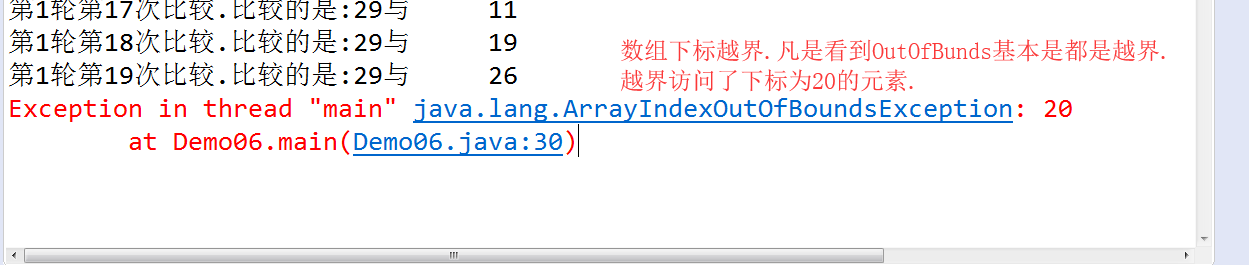 第1轮第17次比较.比较的是:29与 11
第1轮第18次比较.比较的是:29与 19
第1轮第19次比较.比较的是:29与 26
数组下标越界.凡是看到OutOfBunds基本是都是越界.
越界访问了下标为20的元素.
Exception in thread "main" java.lang.ArrayIndexOutOfBoundsException: 20
at Demo06.main(Demo06.java:30)